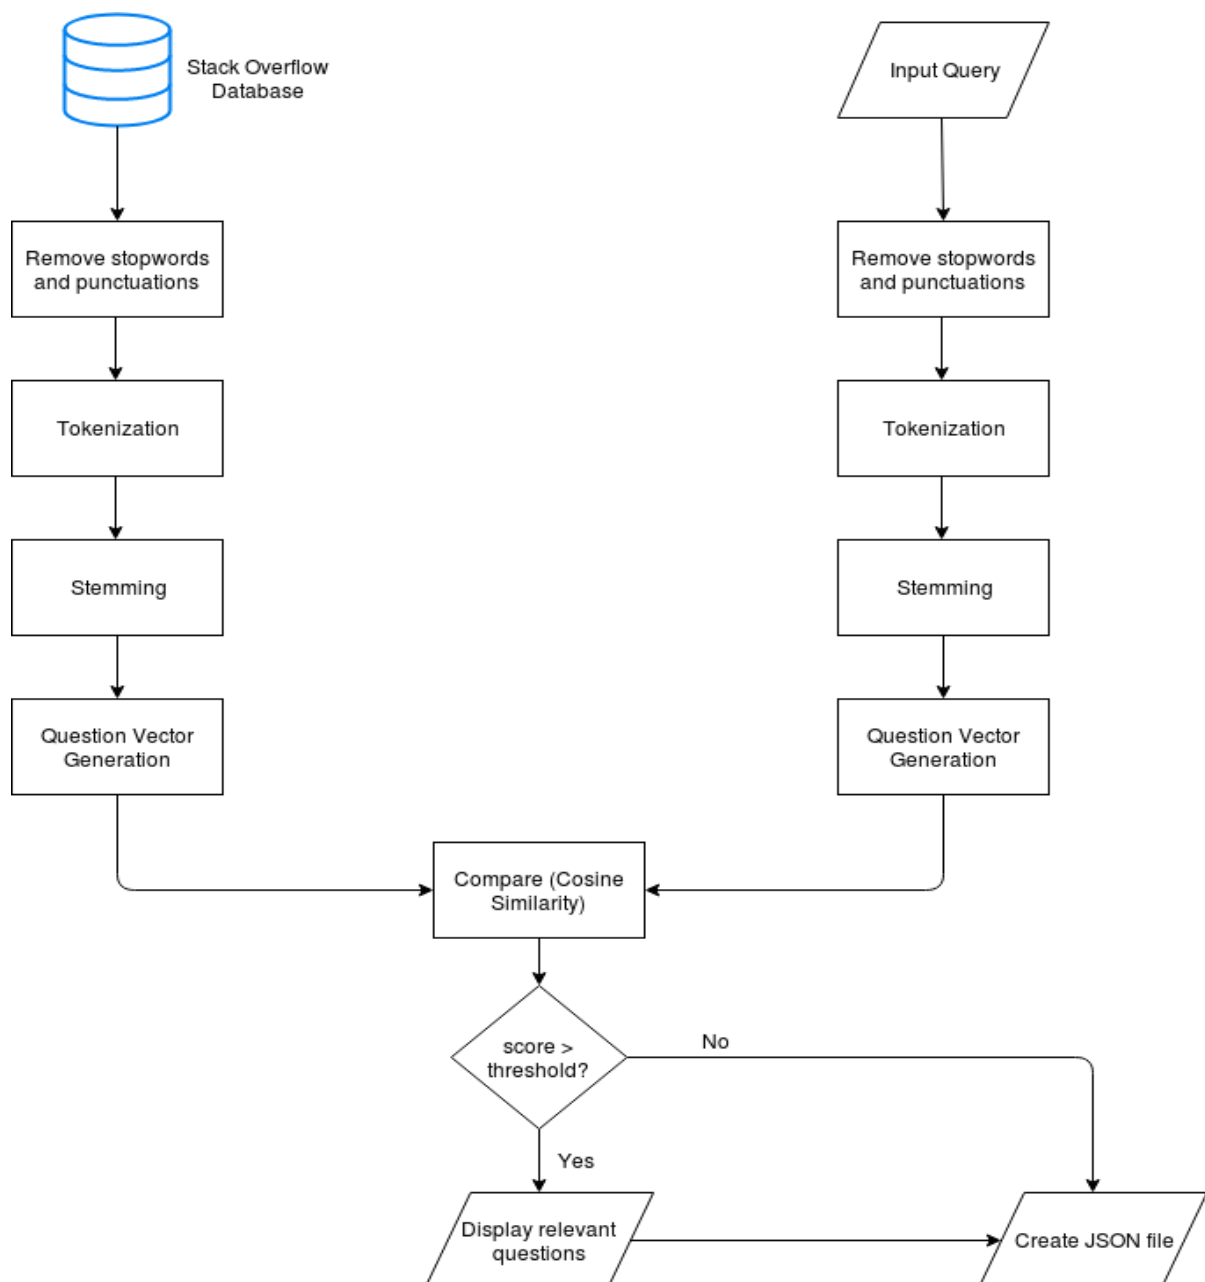 Stack Overflow
Database
Input Query
Remove stopwords
and punctuations
Remove stopwords
and punctuations
Tokenization
Tokenization
Stemming
Stemming
Question Vector
Generation
Question Vector
Generation
Compare (Cosine
Similarity)
score >
threshold?
No
Yes
Display relevant
questions
Create JSON file